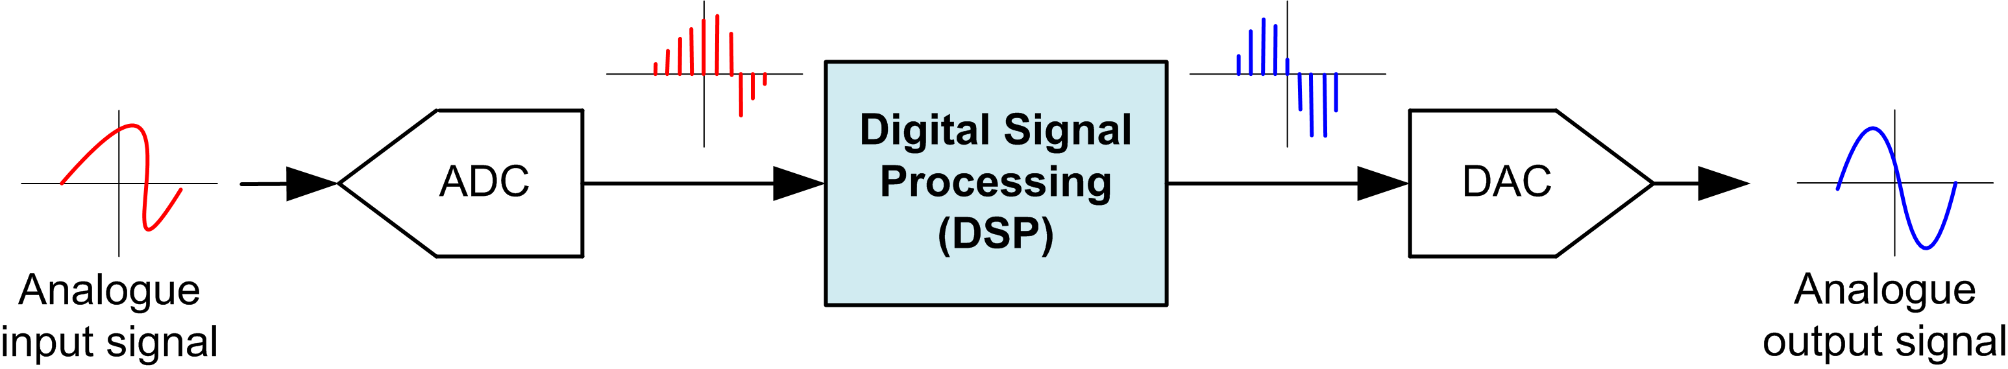 Analogue
input signal
ADC
Digital Signal
Processing
(DSP)
DAC
Analogue
output signal